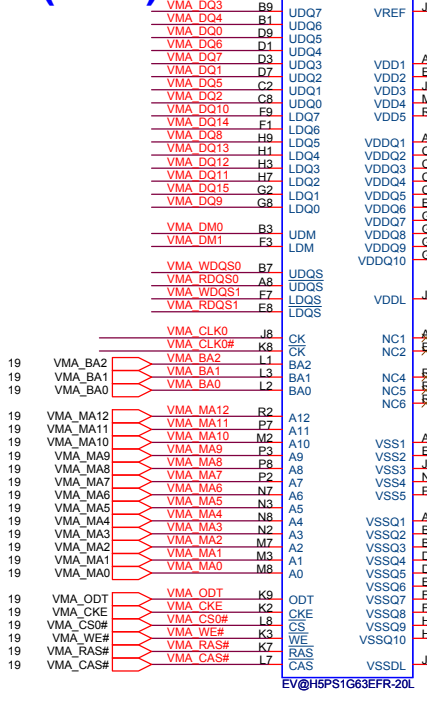 VMA_DQ3 B9 UDQ7 VREF
VMA_DQ4 B1 UDQ6
VMA_DQ0 D9 UDQ5
VMA_DQ6 D1 UDQ4
VMA_DQ7 D3 UDQ3 VDD1
VMA_DQ1 D7 UDQ2 VDD2
VMA_DQ5 C2 UDQ1 VDD3
VMA_DQ2 C8 UDQ0 VDD4
VMA_DQ10 F9 LDQ7 VDD5
VMA_DQ14 F1 LDQ6
VMA_DQ8 H9 LDQ5 VDDQ1
VMA_DQ13 H1 LDQ4 VDDQ2
VMA_DQ12 H3 LDQ3 VDDQ3
VMA_DQ11 H7 LDQ2 VDDQ4
VMA_DQ15 G2 LDQ1 VDDQ5
VMA_DQ9 G8 LDQ0 VDDQ6
VDDQ7
VMA_DM0 B3 UDM VDDQ8
VMA_DM1 F3 LDM VDDQ9
VDDQ10
VMA_WDQS0 B7 UDQS
VMA_RDQS0 A8 UDQS
VMA_WDQS1 F7 LDQS VDDL
VMA_RDQS1 E8 LDQS
VMA_CLK0 J8 CK NC1
VMA_CLK0# K8 CK NC2
19 VMA_BA2 VMA_BA2 L1 BA2
19 VMA_BA1 VMA_BA1 L3 BA1 NC4
19 VMA_BA0 VMA_BA0 L2 BA0 NC5
NC6
19 VMA_MA12 VMA_MA12 R2 A12
19 VMA_MA11 VMA_MA11 P7 A11
19 VMA_MA10 VMA_MA10 M2 A10 VSS1
19 VMA_MA9 VMA_MA9 P3 A9 VSS2
19 VMA_MA8 VMA_MA8 P8 A8 VSS3
19 VMA_MA7 VMA_MA7 P2 A7 VSS4
19 VMA_MA6 VMA_MA6 N7 A6 VSS5
19 VMA_MA5 VMA_MA5 N3 A5
19 VMA_MA4 VMA_MA4 N8 A4 VSSQ1
19 VMA_MA3 VMA_MA3 N2 A3 VSSQ2
19 VMA_MA2 VMA_MA2 M7 A2 VSSQ3
19 VMA_MA1 VMA_MA1 M3 A1 VSSQ4
19 VMA_MA0 VMA_MA0 M8 A0 VSSQ5
VSSQ6
19 VMA_ODT VMA_ODT K9 ODT VSSQ7
19 VMA_CKE VMA_CKE K2 CKE VSSQ8
19 VMA_CS0# VMA_CS0# L8 CS VSSQ9
19 VMA_WE# VMA_WE# K3 WE VSSQ10
19 VMA_RAS# VMA_RAS# K7 RAS
19 VMA_CAS# VMA_CAS# L7 CAS VSSDL
EV@H5PS1G63EFR-20L